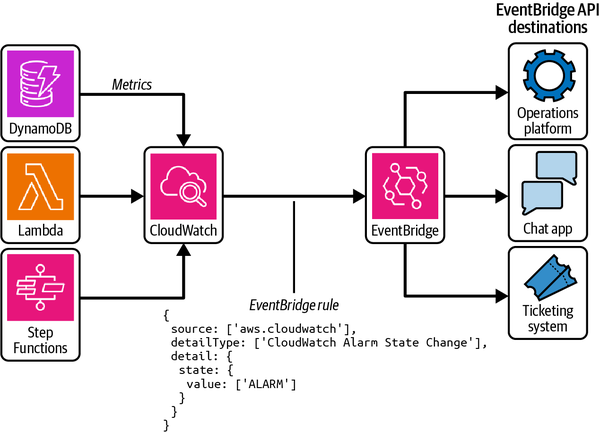 EventBridge API
destinations
Metrics
DynamoDB
Operations
platform
Lambda
CloudWatch
EventBridge
Chat app
Step
Functions
EventBridge rule
{
  source: ['aws.cloudwatch'],
  detailType: ['CloudWatch Alarm State Change'],
  detail: {
    state: {
      value: ['ALARM']
    }
  }
}
Ticketing
system